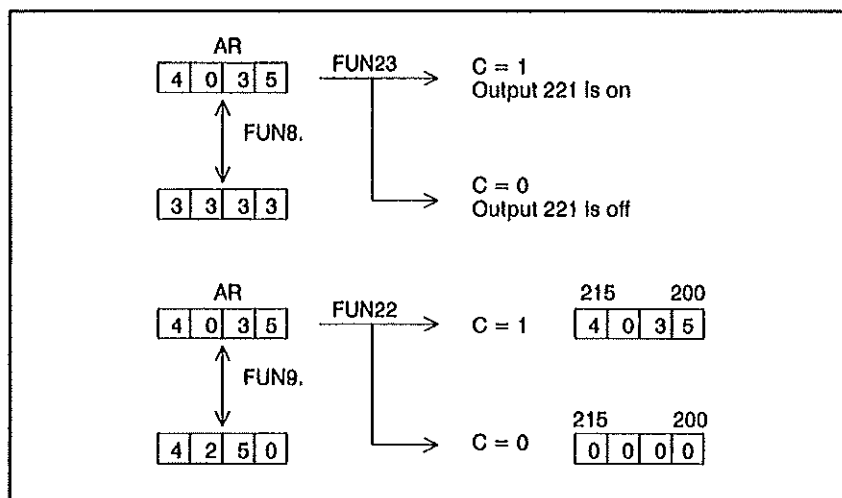 AR
4 0 3 5
FUN23
C = 1
Output 221 is on
FUN8.
3 3 3 3
C = 0
Output 221 is off
AR
4 0 3 5
FUN22
C = 1
215 200
4 0 3 5
FUN9.
4 2 5 0
C = 0
215 200
0 0 0 0